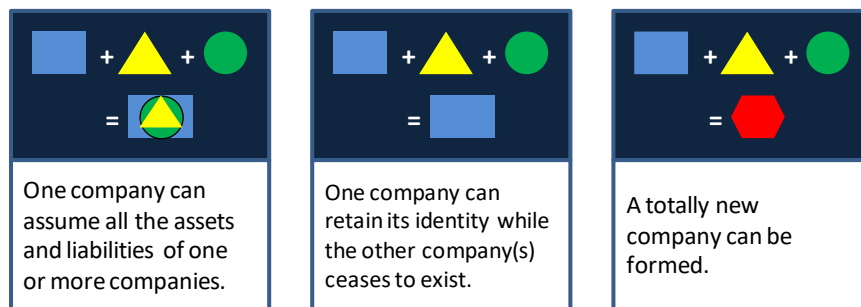 + +
=
One company can
assume all the assets
and liabilities of one
or more companies.
+ +
=
One company can
retain its identity while
the other company(s)
ceases to exist.
+ +
=
A totally new
company can be
formed.